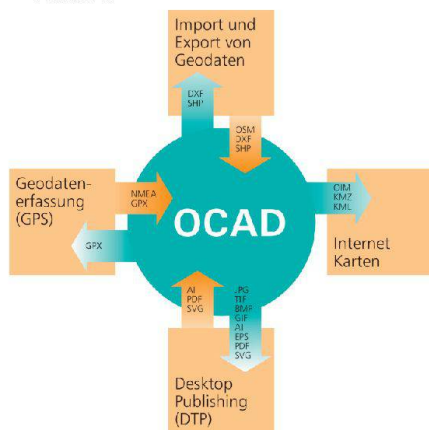 Import und
Export von
Geodaten
DXF
SHP
OSM
DXF
SHP
Geodaten-
erfassung
(GPS)
NMEA
GPX
GPX
OCAD
OIM
KMZ
KML
Internet
Karten
AI
PDF
SVG
JPG
TIF
BMP
GIF
AI
EPS
PDF
SVG
Desktop
Publishing
(DTP)